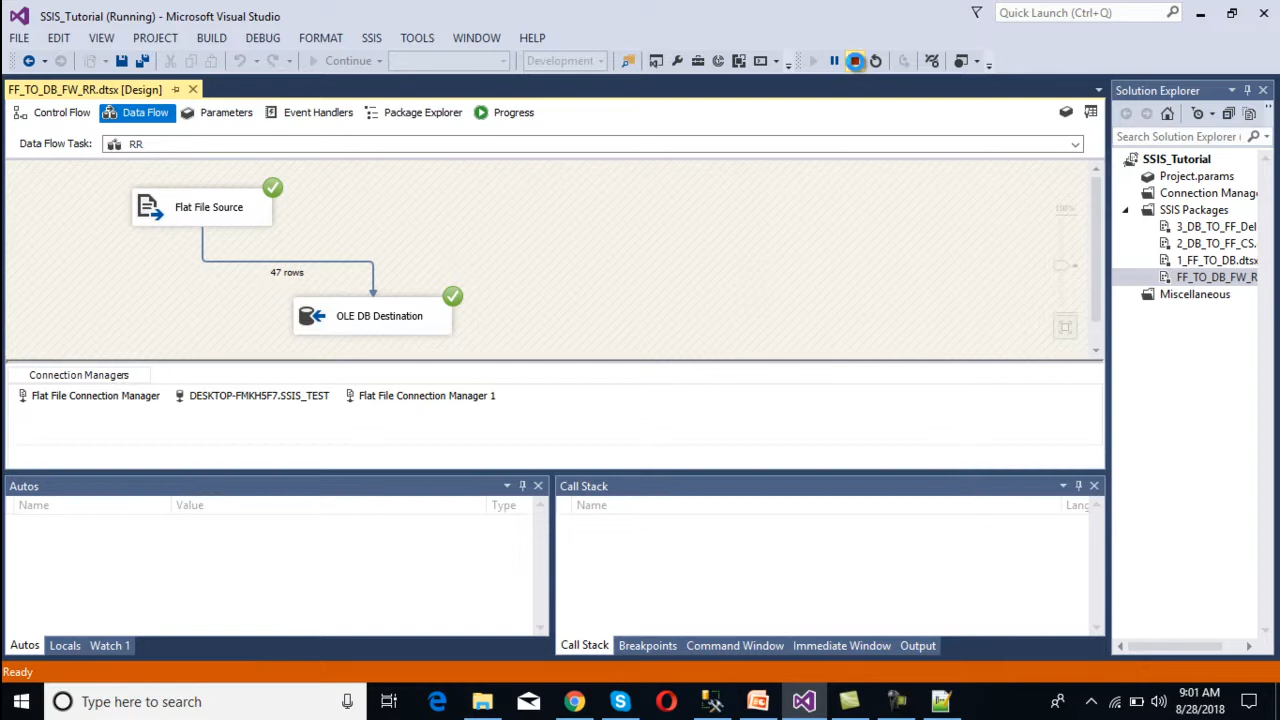 SSIS_Tutorial (Running) - Microsoft Visual Studio
Quick Launch (Ctrl+Q)
FILE EDIT VIEW PROJECT BUILD DEBUG FORMAT SSIS TOOLS WINDOW HELP
Continue
Development
FF_TO_DB_FW_RR.dtsx [Design]
Control Flow Data Flow Parameters Event Handlers Package Explorer Progress
Data Flow Task: RR
Flat File Source
100%
47 rows
OLE DB Destination
Connection Managers
Flat File Connection Manager DESKTOP-FMKH5F7.SSIS_TEST Flat File Connection Manager 1
Autos
Name Value Type
Autos Locals Watch 1
Call Stack
Name Lang
Call Stack Breakpoints Command Window Immediate Window Output
Solution Explorer
Search Solution Explorer (
SSIS_Tutorial
Project.params
Connection Manag
SSIS Packages
3_DB_TO_FF_Del
2_DB_TO_FF_CS.
1_FF_TO_DB.dtsx
FF_TO_DB_FW_R
Miscellaneous
Ready
Type here to search
9:01 AM
8/28/2018